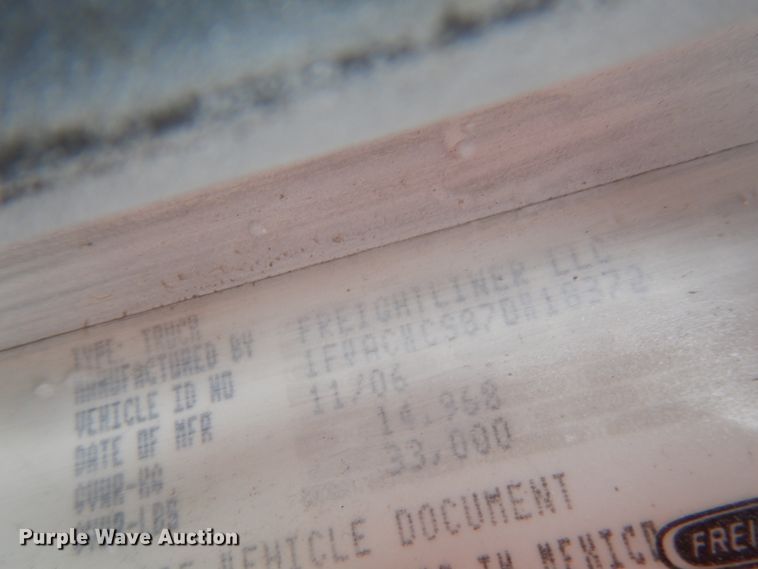 TYPE: TRUCK
MANUFACTURED BY FREIGHTLINER LLC
VEHICLE ID NO
DATE OF MFR 11/06
GVWR-KG 14,968
GVWR-LBS 33,000
VEHICLE DOCUMENT
IN MEXICO
FREI
Purple Wave Auction